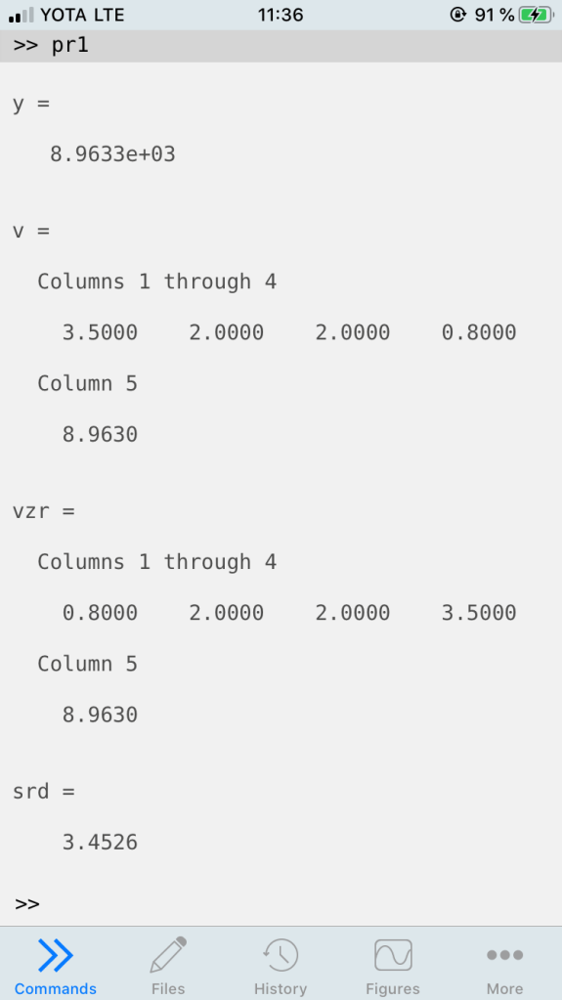 YOTA LTE 11:36 91 %
>> pr1
y =
8.9633e+03
v =
Columns 1 through 4
3.5000 2.0000 2.0000 0.8000
Column 5
8.9630
vzr =
Columns 1 through 4
0.8000 2.0000 2.0000 3.5000
Column 5
8.9630
srd =
3.4526
>>
Commands Files History Figures More